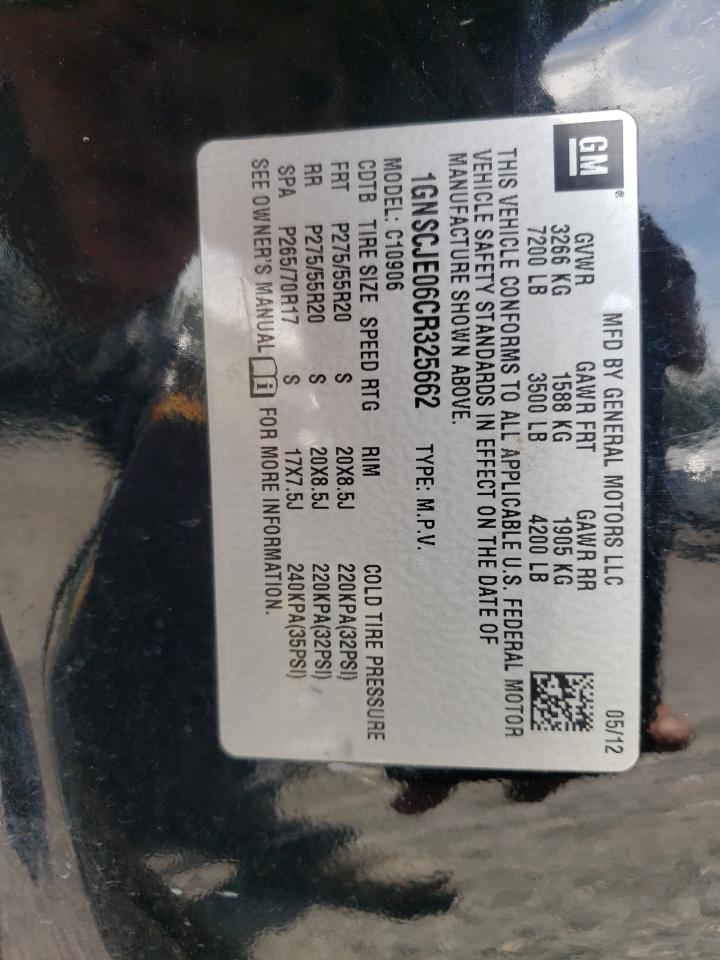 GM®
MFD BY GENERAL MOTORS LLC 05/12
GVWR GAWR FRT GAWR RR
3266 KG 1588 KG 1905 KG
7200 LB 3500 LB 4200 LB
THIS VEHICLE CONFORMS TO ALL APPLICABLE U.S. FEDERAL MOTOR
VEHICLE SAFETY STANDARDS IN EFFECT ON THE DATE OF
MANUFACTURE SHOWN ABOVE.
1GNSCJE06CR325662 TYPE: M.P.V.
MODEL: C10906
CDTB TIRE SIZE SPEED RTG RIM COLD TIRE PRESSURE
FRT P275/55R20 S 20X8.5J 220KPA(32PSI)
RR P275/55R20 S 20X8.5J 220KPA(32PSI)
SPA P265/70R17 S 17X7.5J 240KPA(35PSI)
SEE OWNER'S MANUAL i FOR MORE INFORMATION.